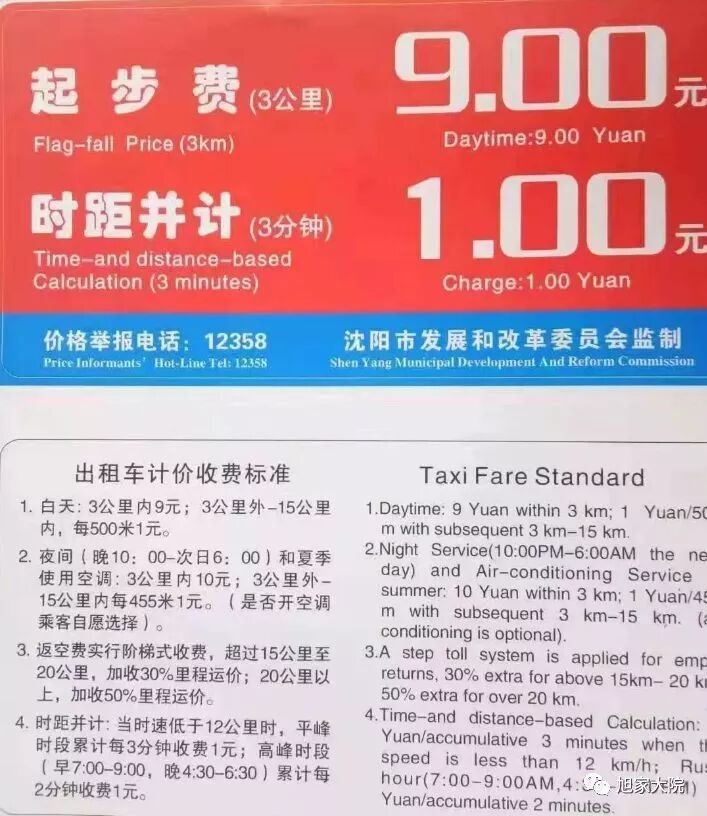 起步费(3公里) 9.00元
Flag-fall Price (3km)
Daytime:9.00 Yuan
时距并计(3分钟) 1.00元
Time-and distance-based
Calculation (3 minutes)
Charge:1.00 Yuan
价格举报电话：12358
Price Informants' Hot-Line Tel: 12358
沈阳市发展和改革委员会监制
Shen Yang Municipal Development And Reform Commission
出租车计价收费标准
1. 白天：3公里内9元；3公里外-15公里
内，每500米1元。
2. 夜间（晚10：00-次日6：00）和夏季
使用空调：3公里内10元；3公里外-
15公里内每455米1元。（是否开空调
乘客自愿选择）。
3. 返空费实行阶梯式收费，超过15公里至
20公里，加收30%里程运价；20公里以
上，加收50%里程运价。
4. 时距并计：当时速低于12公里时，平峰
时段累计每3分钟收费1元；高峰时段
（早7:00-9:00，晚4:30-6:30）累计每
2分钟收费1元。
Taxi Fare Standard
1.Daytime: 9 Yuan within 3 km; 1 Yuan/50
m with subsequent 3 km-15 km.
2.Night Service(10:00PM-6:00AM the ne
day) and Air-conditioning Service
summer: 10 Yuan within 3 km; 1 Yuan/45
m with subsequent 3 km-15 km. (a
conditioning is optional).
3.A step toll system is applied for emp
returns, 30% extra for above 15km- 20 k
50% extra for over 20 km.
4.Time-and distance-based Calculation:
Yuan/accumulative 3 minutes when t
speed is less than 12 km/h; Ru
hour(7:00-9:00AM,4:
Yuan/accumulative 2 minutes.
旭家大院